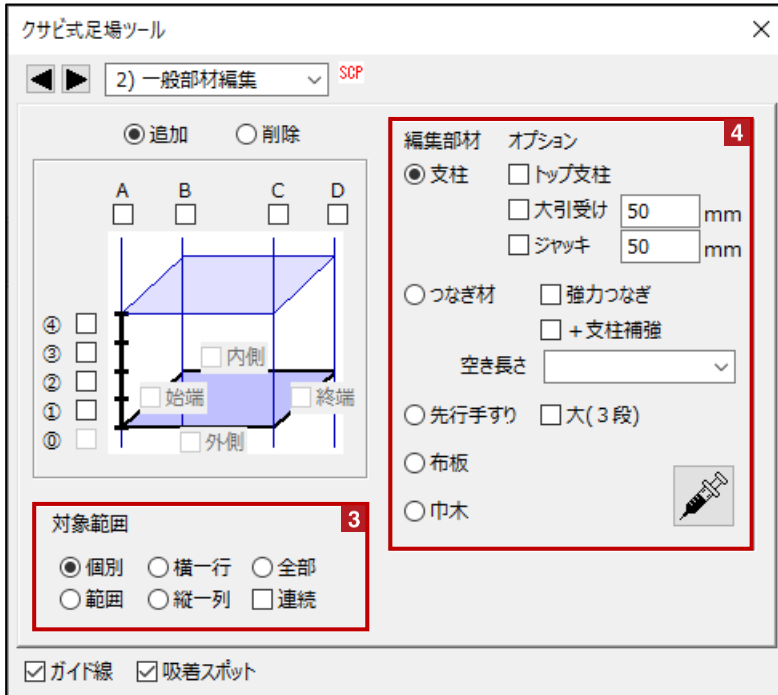 クサビ式足場ツール
2) 一般部材編集 SCP
追加 削除
A B C D
④
③
②
①
⓪
内側
始端 終端
外側
対象範囲 3
個別 横一行 全部
範囲 縦一列 連続
編集部材 オプション 4
支柱 トップ支柱
大引受け 50 mm
ジャッキ 50 mm
つなぎ材 強力つなぎ
+支柱補強
空き長さ
先行手すり 大(3段)
布板
巾木
ガイド線 吸着スポット